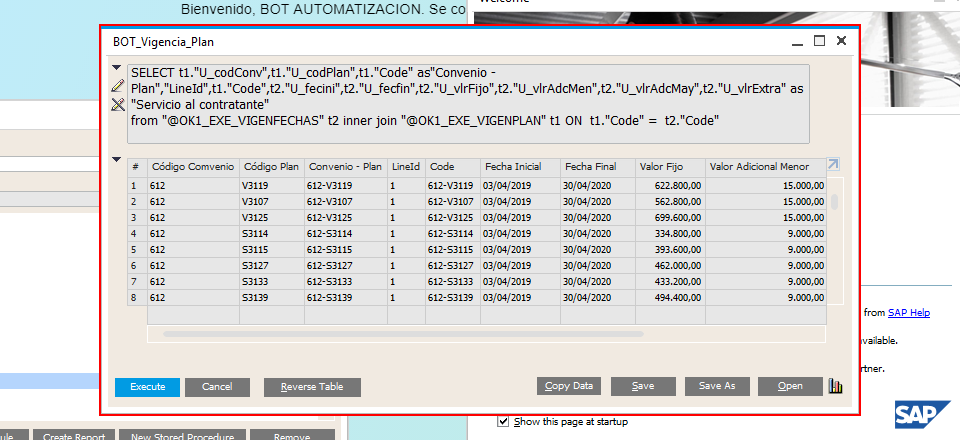 Bienvenido, BOT AUTOMATIZACION. Se co
Welcome
BOT_Vigencia_Plan
SELECT t1."U_codConv",t1."U_codPlan",t1."Code" as"Convenio -
Plan","LineId",t1."Code",t2."U_fecini",t2."U_fecfin",t2."U_vlrFijo",t2."U_vlrAdcMen",t2."U_vlrAdcMay",t2."U_vlrExtra" as
"Servicio al contratante"
from "@OK1_EXE_VIGENFECHAS" t2 inner join "@OK1_EXE_VIGENPLAN" t1 ON t1."Code" = t2."Code"
# Código Comvenio Código Plan Convenio - Plan LineId Code Fecha Inicial Fecha Final Valor Fijo Valor Adicional Menor
1 612 V3119 612-V3119 1 612-V3119 03/04/2019 30/04/2020 622.800,00 15.000,00
2 612 V3107 612-V3107 1 612-V3107 03/04/2019 30/04/2020 562.800,00 15.000,00
3 612 V3125 612-V3125 1 612-V3125 03/04/2019 30/04/2020 699.600,00 15.000,00
4 612 S3114 612-S3114 1 612-S3114 03/04/2019 30/04/2020 334.800,00 9.000,00
5 612 S3115 612-S3115 1 612-S3115 03/04/2019 30/04/2020 393.600,00 9.000,00
6 612 S3127 612-S3127 1 612-S3127 03/04/2019 30/04/2020 462.000,00 9.000,00
7 612 S3133 612-S3133 1 612-S3133 03/04/2019 30/04/2020 433.200,00 9.000,00
8 612 S3139 612-S3139 1 612-S3139 03/04/2019 30/04/2020 494.400,00 9.000,00
from SAP Help
vailable.
rtner.
Execute Cancel Reverse Table Copy Data Save Save As Open
SAP
Show this page at startup
ule Create Report New Stored Procedure Remove